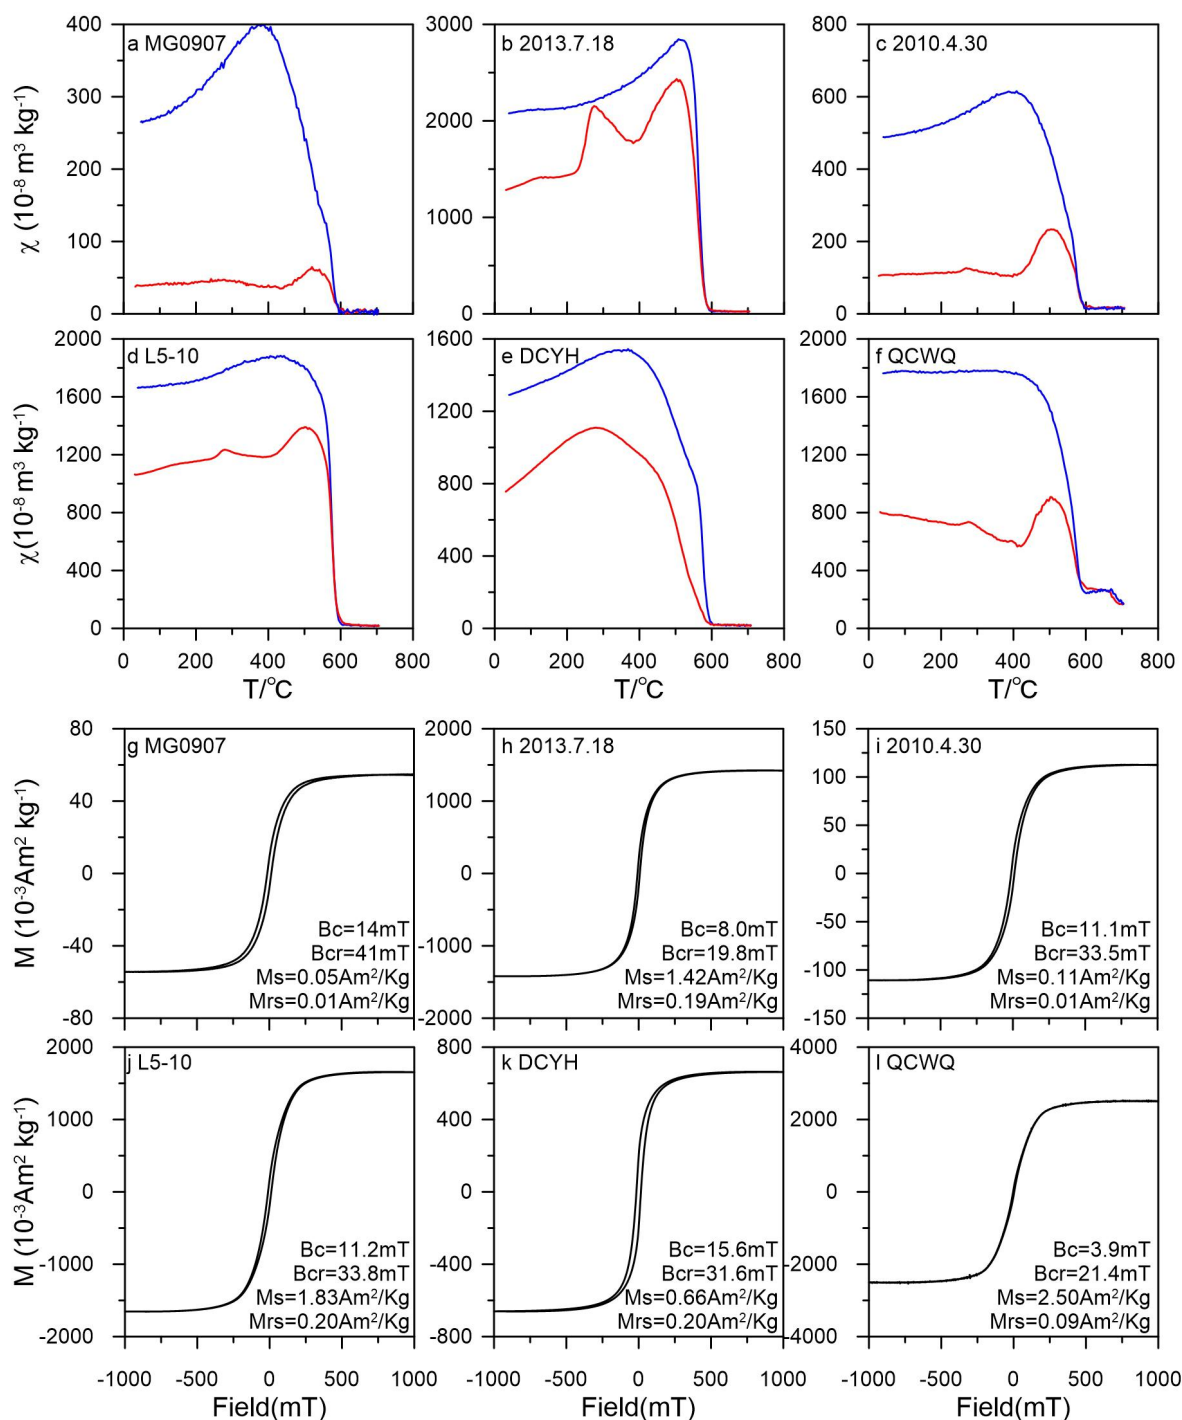 a MG0907
b 2013.7.18
c 2010.4.30
χ (10⁻⁸ m³ kg⁻¹)
400
300
200
100
0
3000
2000
1000
0
800
600
400
200
0
d L5-10
e DCYH
f QCWQ
χ(10⁻⁸ m³ kg⁻¹)
2000
1600
1200
800
400
0
1600
1200
800
400
0
2000
1600
1200
800
400
0
0 200 400 600 800
0 200 400 600 800
0 200 400 600 800
T/°C
T/°C
T/°C
g MG0907
h 2013.7.18
i 2010.4.30
M (10⁻³Am² kg⁻¹)
80
40
0
-40
-80
2000
1000
0
-1000
-2000
150
100
50
0
-50
-100
-150
Bc=14mT
Bcr=41mT
Ms=0.05Am²/Kg
Mrs=0.01Am²/Kg
Bc=8.0mT
Bcr=19.8mT
Ms=1.42Am²/Kg
Mrs=0.19Am²/Kg
Bc=11.1mT
Bcr=33.5mT
Ms=0.11Am²/Kg
Mrs=0.01Am²/Kg
j L5-10
k DCYH
l QCWQ
M (10⁻³Am² kg⁻¹)
2000
1000
0
-1000
-2000
800
400
0
-400
-800
4000
2000
0
-2000
-4000
Bc=11.2mT
Bcr=33.8mT
Ms=1.83Am²/Kg
Mrs=0.20Am²/Kg
Bc=15.6mT
Bcr=31.6mT
Ms=0.66Am²/Kg
Mrs=0.20Am²/Kg
Bc=3.9mT
Bcr=21.4mT
Ms=2.50Am²/Kg
Mrs=0.09Am²/Kg
-1000 -500 0 500 1000
-1000 -500 0 500 1000
-1000 -500 0 500 1000
Field(mT)
Field(mT)
Field(mT)